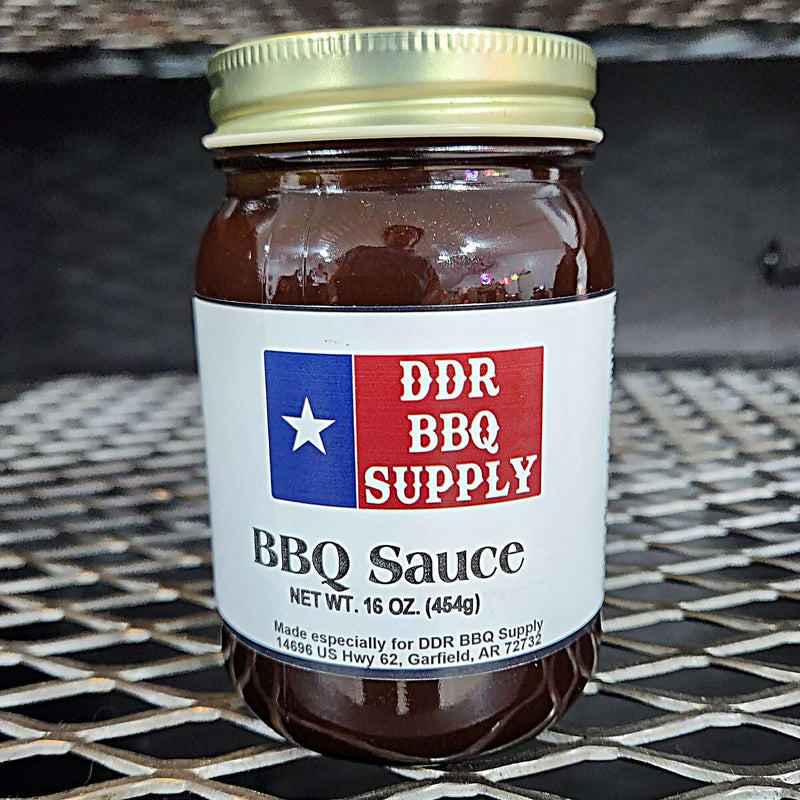 DDR
BBQ
SUPPLY
BBQ Sauce
NET WT. 16 OZ. (454g)
Made especially for DDR BBQ Supply
14696 US Hwy 62, Garfield, AR 72732